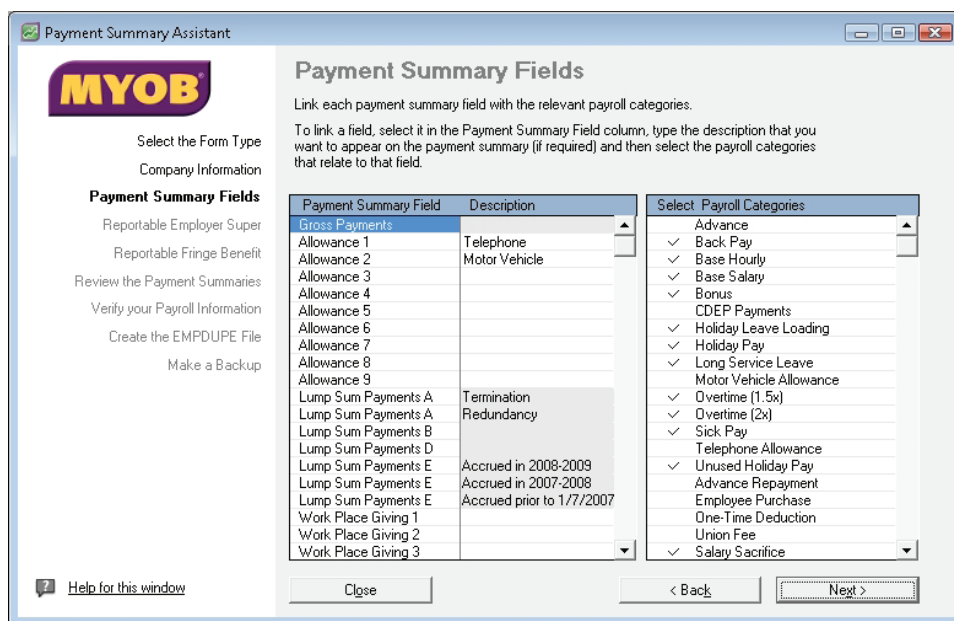 Payment Summary Assistant
MYOB
Select the Form Type
Company Information
Payment Summary Fields
Reportable Employer Super
Reportable Fringe Benefit
Review the Payment Summaries
Verify your Payroll Information
Create the EMPDUPE File
Make a Backup
Help for this window
Payment Summary Fields
Link each payment summary field with the relevant payroll categories.
To link a field, select it in the Payment Summary Field column, type the description that you
want to appear on the payment summary (if required) and then select the payroll categories
that relate to that field.
Payment Summary Field Description
Gross Payments
Allowance 1 Telephone
Allowance 2 Motor Vehicle
Allowance 3
Allowance 4
Allowance 5
Allowance 6
Allowance 7
Allowance 8
Allowance 9
Lump Sum Payments A Termination
Lump Sum Payments A Redundancy
Lump Sum Payments B
Lump Sum Payments D
Lump Sum Payments E Accrued in 2008-2009
Lump Sum Payments E Accrued in 2007-2008
Lump Sum Payments E Accrued prior to 1/7/2007
Work Place Giving 1
Work Place Giving 2
Work Place Giving 3
Select Payroll Categories
Advance
Back Pay
Base Hourly
Base Salary
Bonus
CDEP Payments
Holiday Leave Loading
Holiday Pay
Long Service Leave
Motor Vehicle Allowance
Overtime (1.5x)
Overtime (2x)
Sick Pay
Telephone Allowance
Unused Holiday Pay
Advance Repayment
Employee Purchase
One-Time Deduction
Union Fee
Salary Sacrifice
Close
< Back
Next >